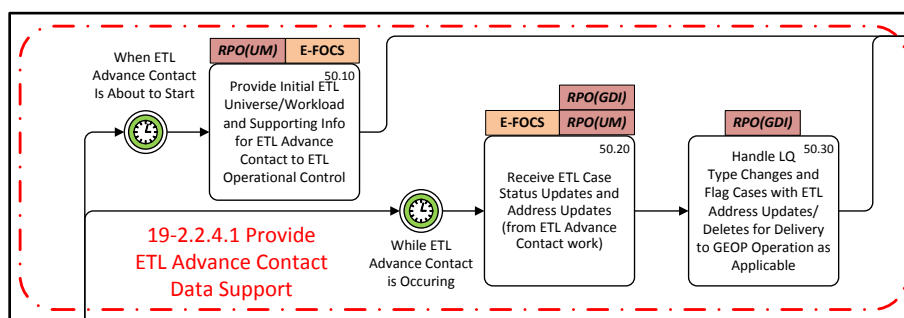 When ETL
Advance Contact
Is About to Start
RPO(UM) E-FOCS
50.10
Provide Initial ETL
Universe/Workload
and Supporting Info
for ETL Advance
Contact to ETL
Operational Control
RPO(GDI)
E-FOCS RPO(UM)
50.20
Receive ETL Case
Status Updates and
Address Updates
(from ETL Advance
Contact work)
RPO(GDI)
50.30
Handle LQ
Type Changes and
Flag Cases with ETL
Address Updates/
Deletes for Delivery
to GEOP Operation as
Applicable
While ETL
Advance Contact
is Occuring
19-2.2.4.1 Provide
ETL Advance Contact
Data Support